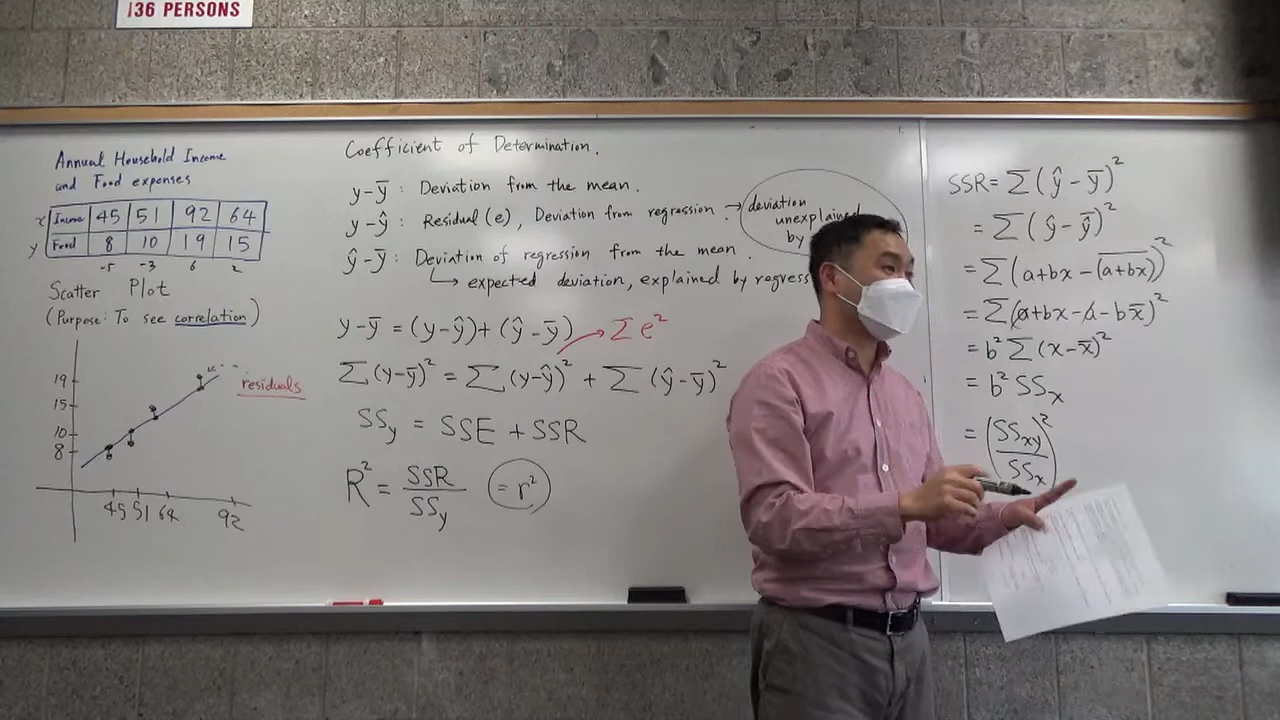 136 PERSONS
Annual Household Income
and Food expenses
x Income 45 51 92 64
y Food 8 10 19 15
-5 -3 6 2
Scatter Plot
(Purpose: To see correlation)
19
15
10
8
45 51 64 92
residuals
Coefficient of Determination.
y-ȳ : Deviation from the mean.
y-ŷ : Residual (e), Deviation from regression. → deviation
unexplained
by
ŷ-ȳ : Deviation of regression from the mean.
↳ expected deviation, explained by
y-ȳ = (y-ŷ) + (ŷ-ȳ) → Σe²
Σ(y-ȳ)² = Σ(y-ŷ)² + Σ(ŷ-ȳ)²
SSy = SSE + SSR
R² = SSR/SSy = r²
SSR = Σ(ŷ-ȳ)²
= Σ(ŷ-ŷ̄)²
= Σ(a+bx-(a+bx)̅)²
= Σ(a+bx-a-bx̄)²
= b² Σ(x-x̄)²
= b² SSx
= (SSxy/SSx)²